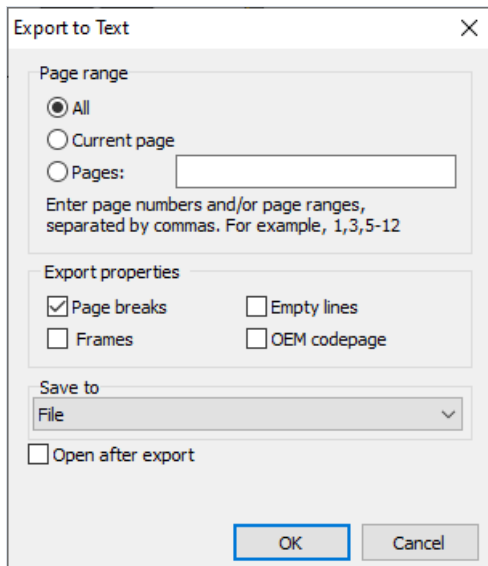 Export to Text
Page range
All
Current page
Pages:
Enter page numbers and/or page ranges,
separated by commas. For example, 1,3,5-12
Export properties
Page breaks Empty lines
Frames OEM codepage
Save to
File
Open after export
OK Cancel